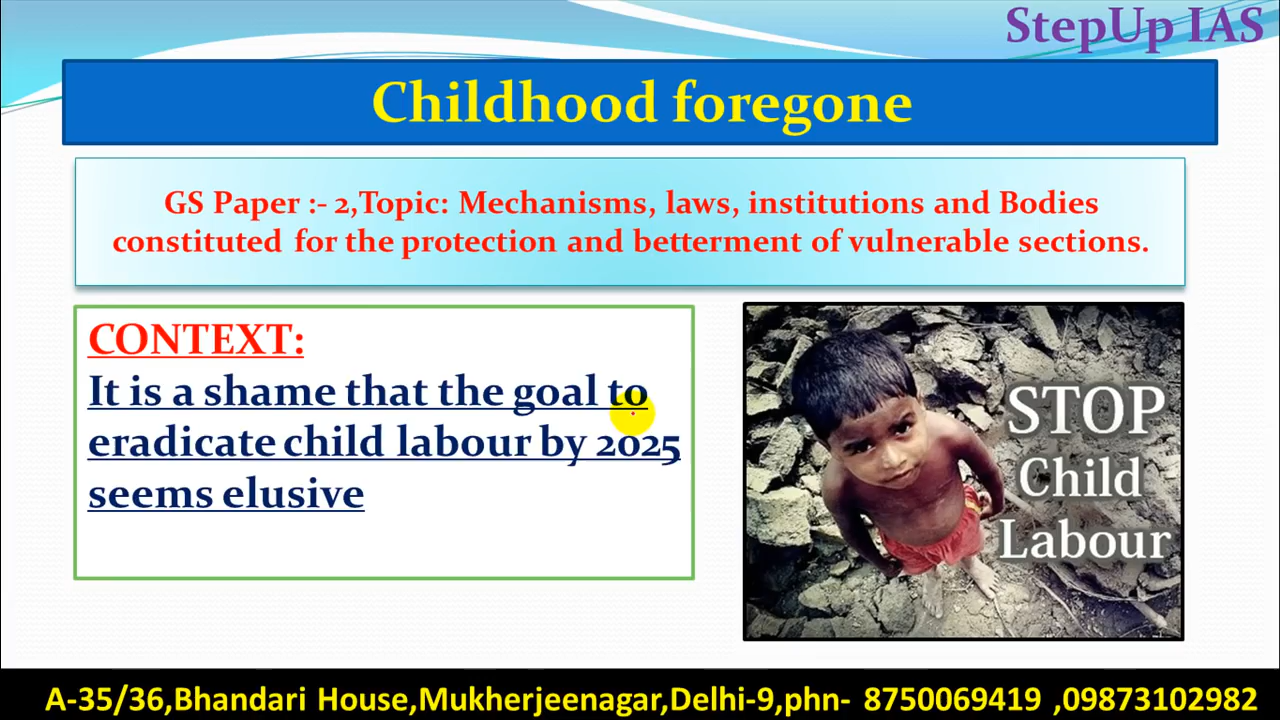 StepUp IAS
Childhood foregone
GS Paper :- 2,Topic: Mechanisms, laws, institutions and Bodies
constituted for the protection and betterment of vulnerable sections.
CONTEXT:
It is a shame that the goal to
eradicate child labour by 2025
seems elusive
STOP
Child
Labour
A-35/36,Bhandari House,Mukherjeenagar,Delhi-9,phn- 8750069419 ,09873102982